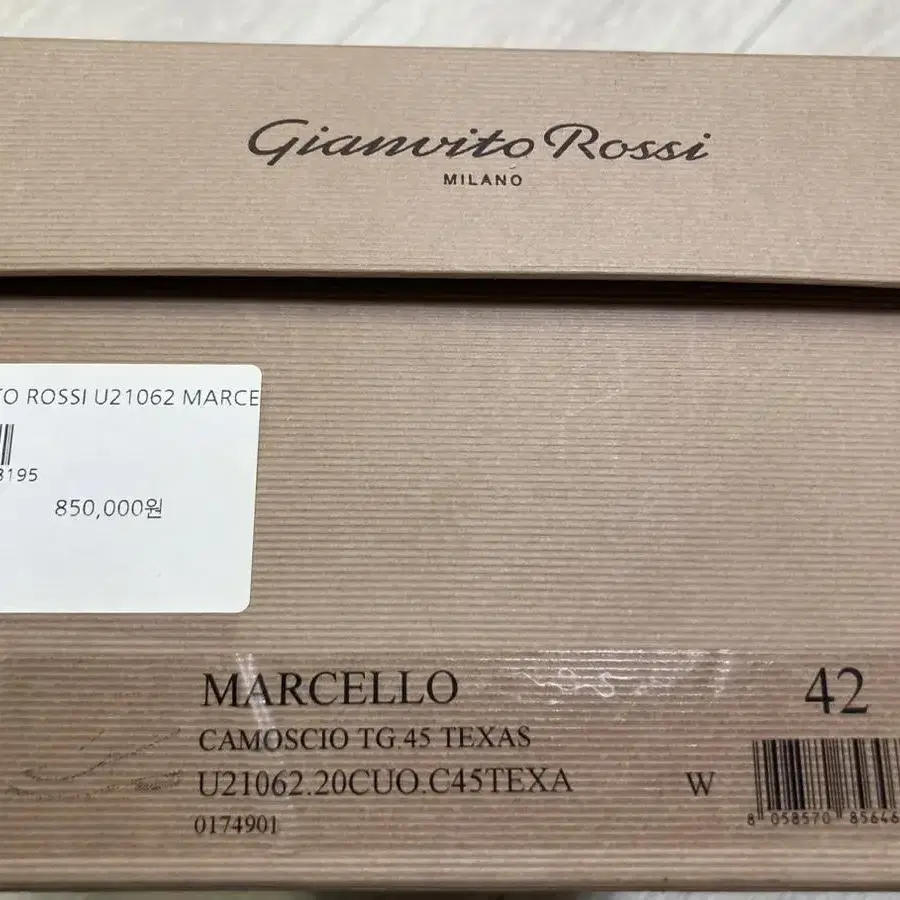 Gianvito Rossi
MILANO
TO ROSSI U21062 MARCE
8195
850,000원
MARCELLO
42
CAMOSCIO TG.45 TEXAS
U21062.20CUO.C45TEXA
W
0174901
8 058570 85646